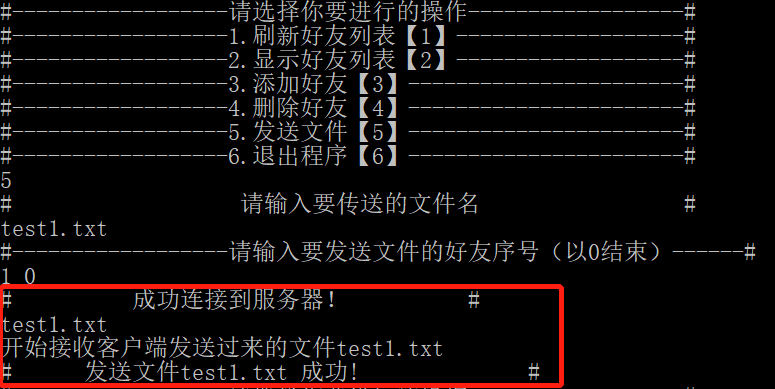 #------------------请选择你要进行的操作------------------#
#------------------1.刷新好友列表【1】-------------------#
#------------------2.显示好友列表【2】-------------------#
#------------------3.添加好友【3】-----------------------#
#------------------4.删除好友【4】-----------------------#
#------------------5.发送文件【5】-----------------------#
#------------------6.退出程序【6】-----------------------#
5
# 请输入要传送的文件名 #
test1.txt
#------------------请输入要发送文件的好友序号（以0结束）------#
1 0
# 成功连接到服务器! #
test1.txt
开始接收客户端发送过来的文件test1.txt
# 发送文件test1.txt 成功! #